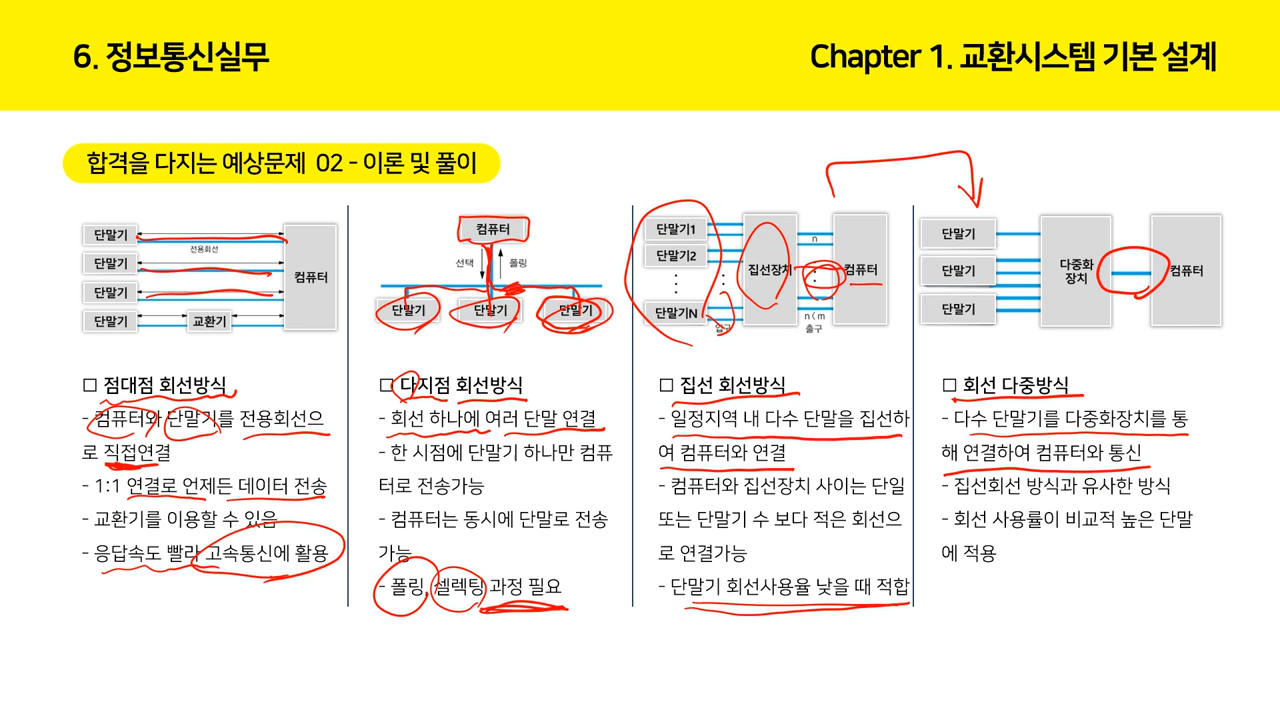 6. 정보통신실무
Chapter 1. 교환시스템 기본 설계
합격을 다지는 예상문제 02 - 이론 및 풀이
단말기
전용회선
단말기
단말기
단말기
교환기
컴퓨터
□ 점대점 회선방식
- 컴퓨터와 단말기를 전용회선으
로 직접연결
- 1:1 연결로 언제든 데이터 전송
- 교환기를 이용할 수 있음
- 응답속도 빨라 고속통신에 활용
컴퓨터
선택
폴링
단말기
단말기
단말기
□ 다지점 회선방식
- 회선 하나에 여러 단말 연결
- 한 시점에 단말기 하나만 컴퓨
터로 전송가능
- 컴퓨터는 동시에 단말로 전송
가능
- 폴링, 셀렉팅 과정 필요
단말기1
단말기2
단말기N
입구
집선장치
n
n<m
출구
컴퓨터
□ 집선 회선방식
- 일정지역 내 다수 단말을 집선하
여 컴퓨터와 연결
- 컴퓨터와 집선장치 사이는 단일
또는 단말기 수 보다 적은 회선으
로 연결가능
- 단말기 회선사용율 낮을 때 적합
단말기
단말기
단말기
다중화
장치
컴퓨터
□ 회선 다중방식
- 다수 단말기를 다중화장치를 통
해 연결하여 컴퓨터와 통신
- 집선회선 방식과 유사한 방식
- 회선 사용률이 비교적 높은 단말
에 적용